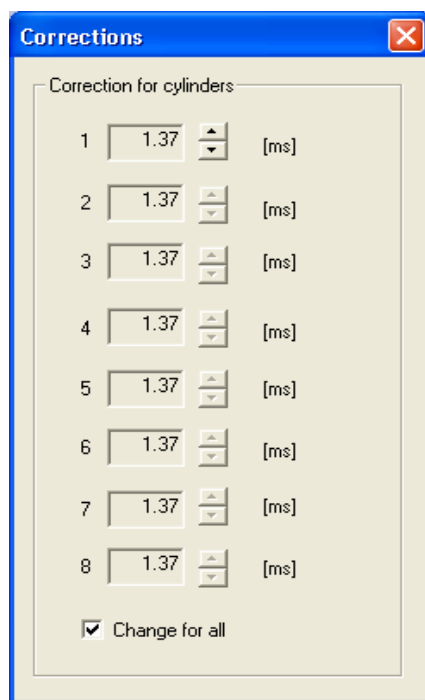 Corrections
Correction for cylinders
1 1.37 [ms]
2 1.37 [ms]
3 1.37 [ms]
4 1.37 [ms]
5 1.37 [ms]
6 1.37 [ms]
7 1.37 [ms]
8 1.37 [ms]
Change for all